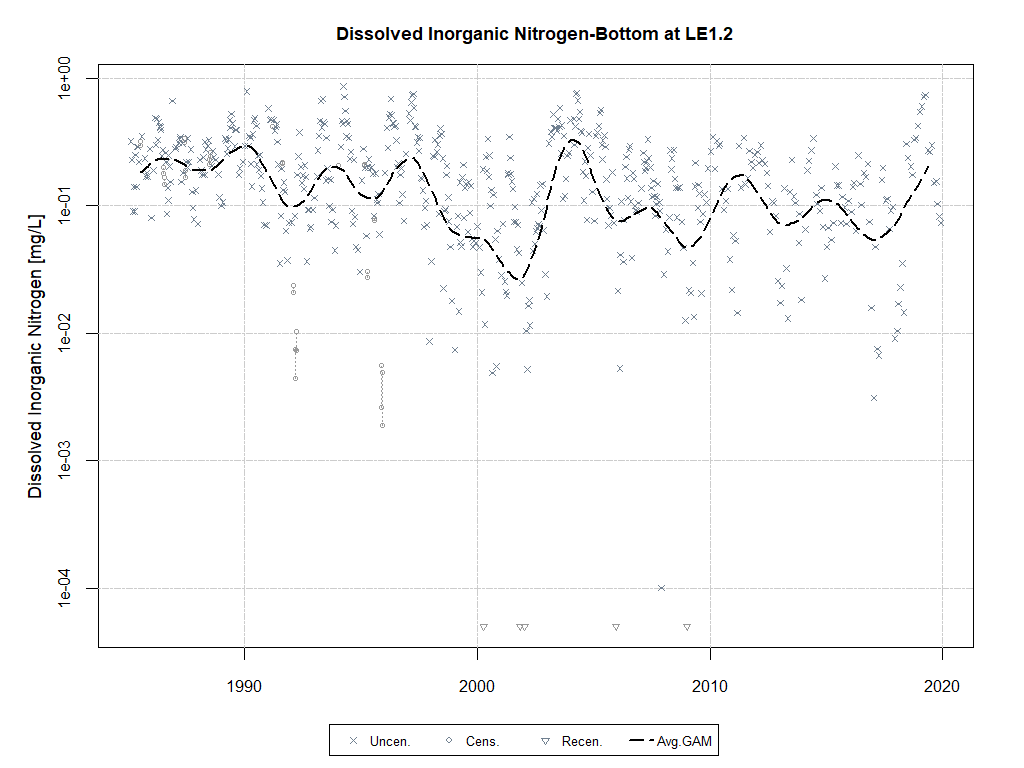 Dissolved Inorganic Nitrogen-Bottom at LE1.2
Dissolved Inorganic Nitrogen [mg/L]
1e+00
1e-01
1e-02
1e-03
1e-04
1990 2000 2010 2020
Uncen. Cens. Recen. Avg.GAM